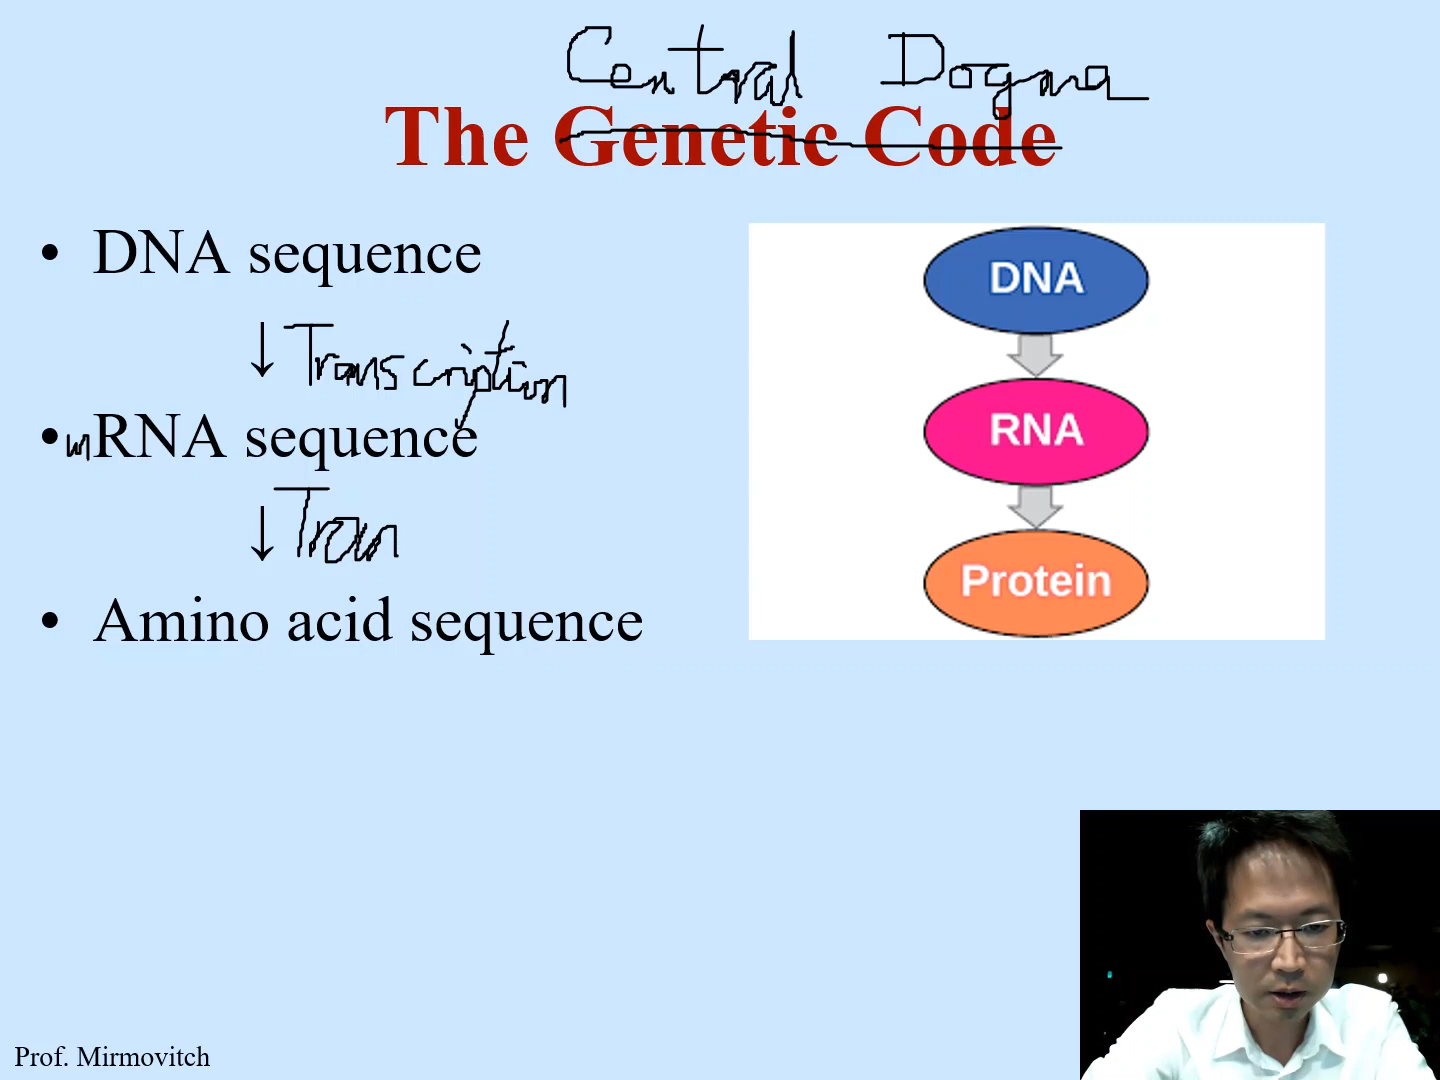 Central Dogma
The Genetic Code
• DNA sequence
↓ Transcription
• mRNA sequence
↓ Tran
• Amino acid sequence
DNA
RNA
Protein
Prof. Mirmovitch